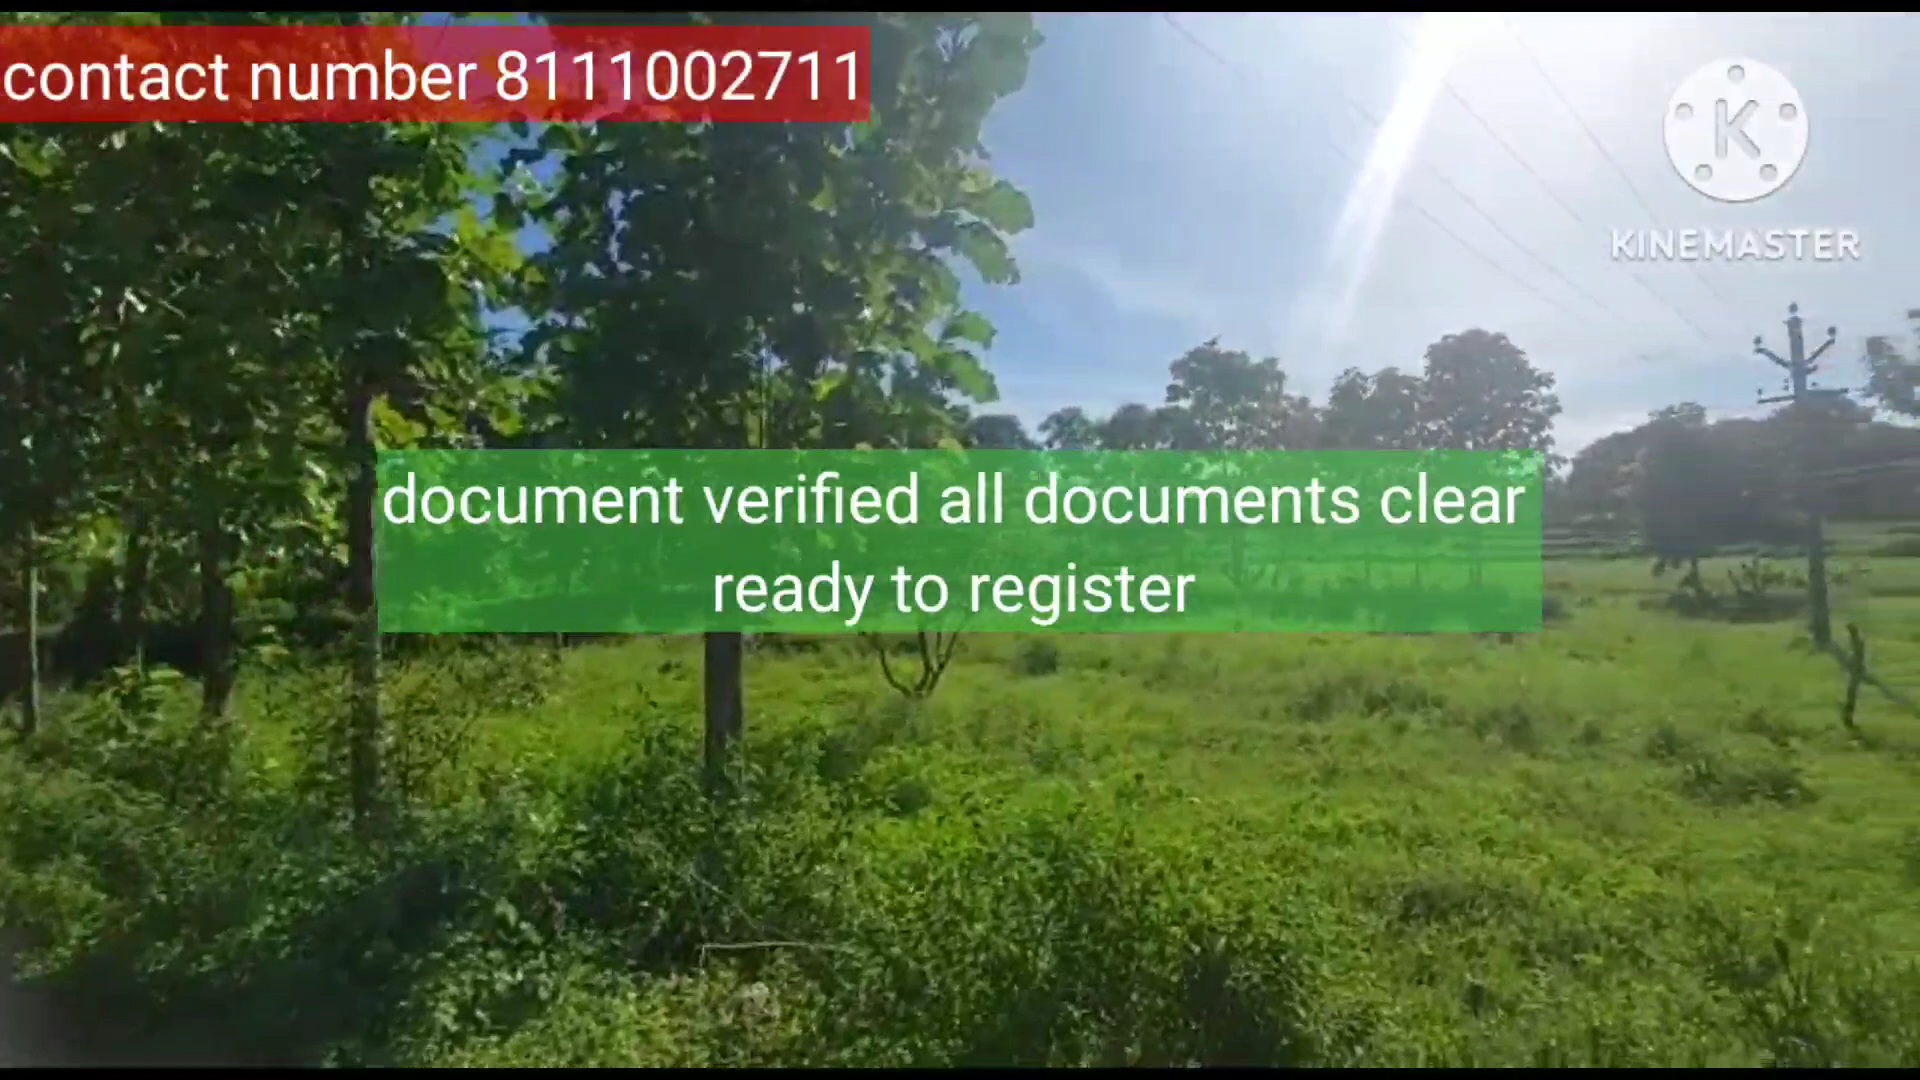 contact number 8111002711
K
KINEMASTER
document verified all documents clear
ready to register